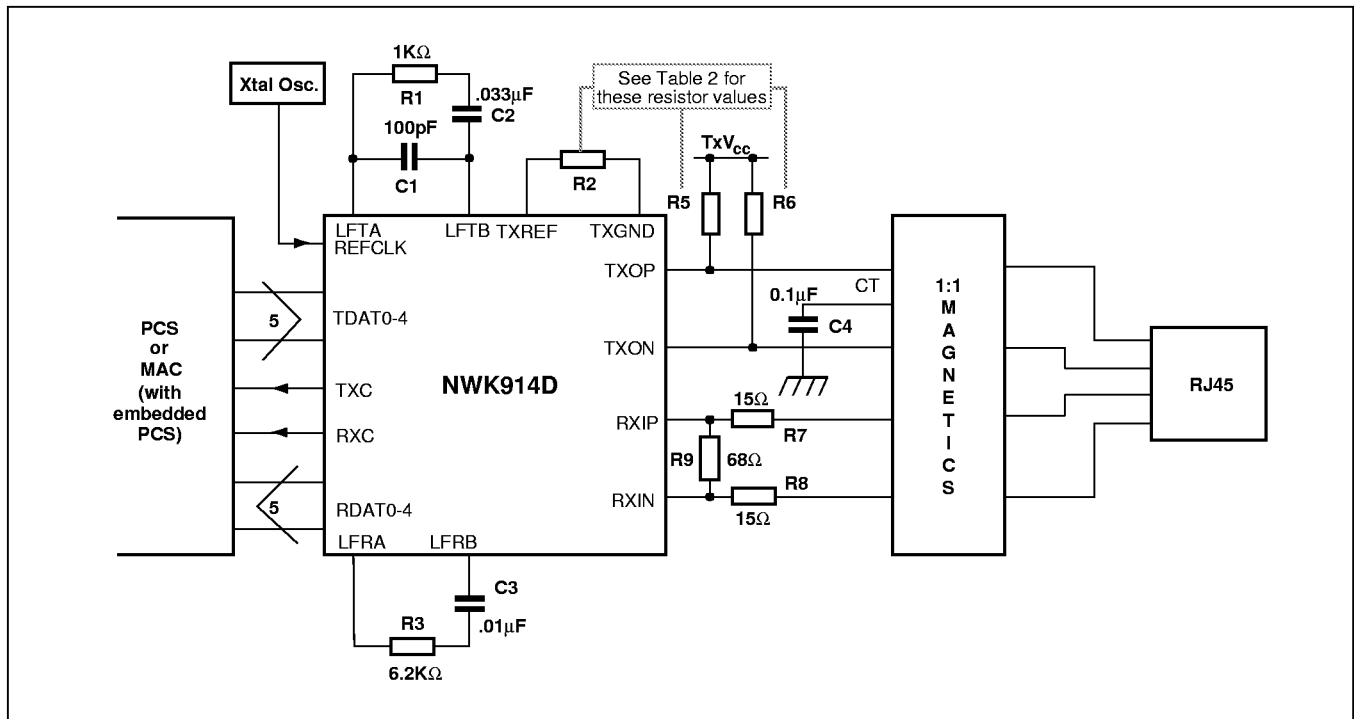 Xtal Osc.
1KΩ
R1
.033µF
C2
100pF
C1
See Table 2 for
these resistor values
R2
TxVcc
R5
R6
LFTA
REFCLK
LFTB
TXREF
TXGND
TXOP
CT
0.1µF
C4
TXON
1:1
M
A
G
N
E
T
I
C
S
RJ45
PCS
or
MAC
(with
embedded
PCS)
5
TDAT0-4
TXC
NWK914D
RXC
RXIP
15Ω
R7
R9
68Ω
R8
RXIN
15Ω
5
RDAT0-4
LFRA
LFRB
C3
.01µF
R3
6.2KΩ